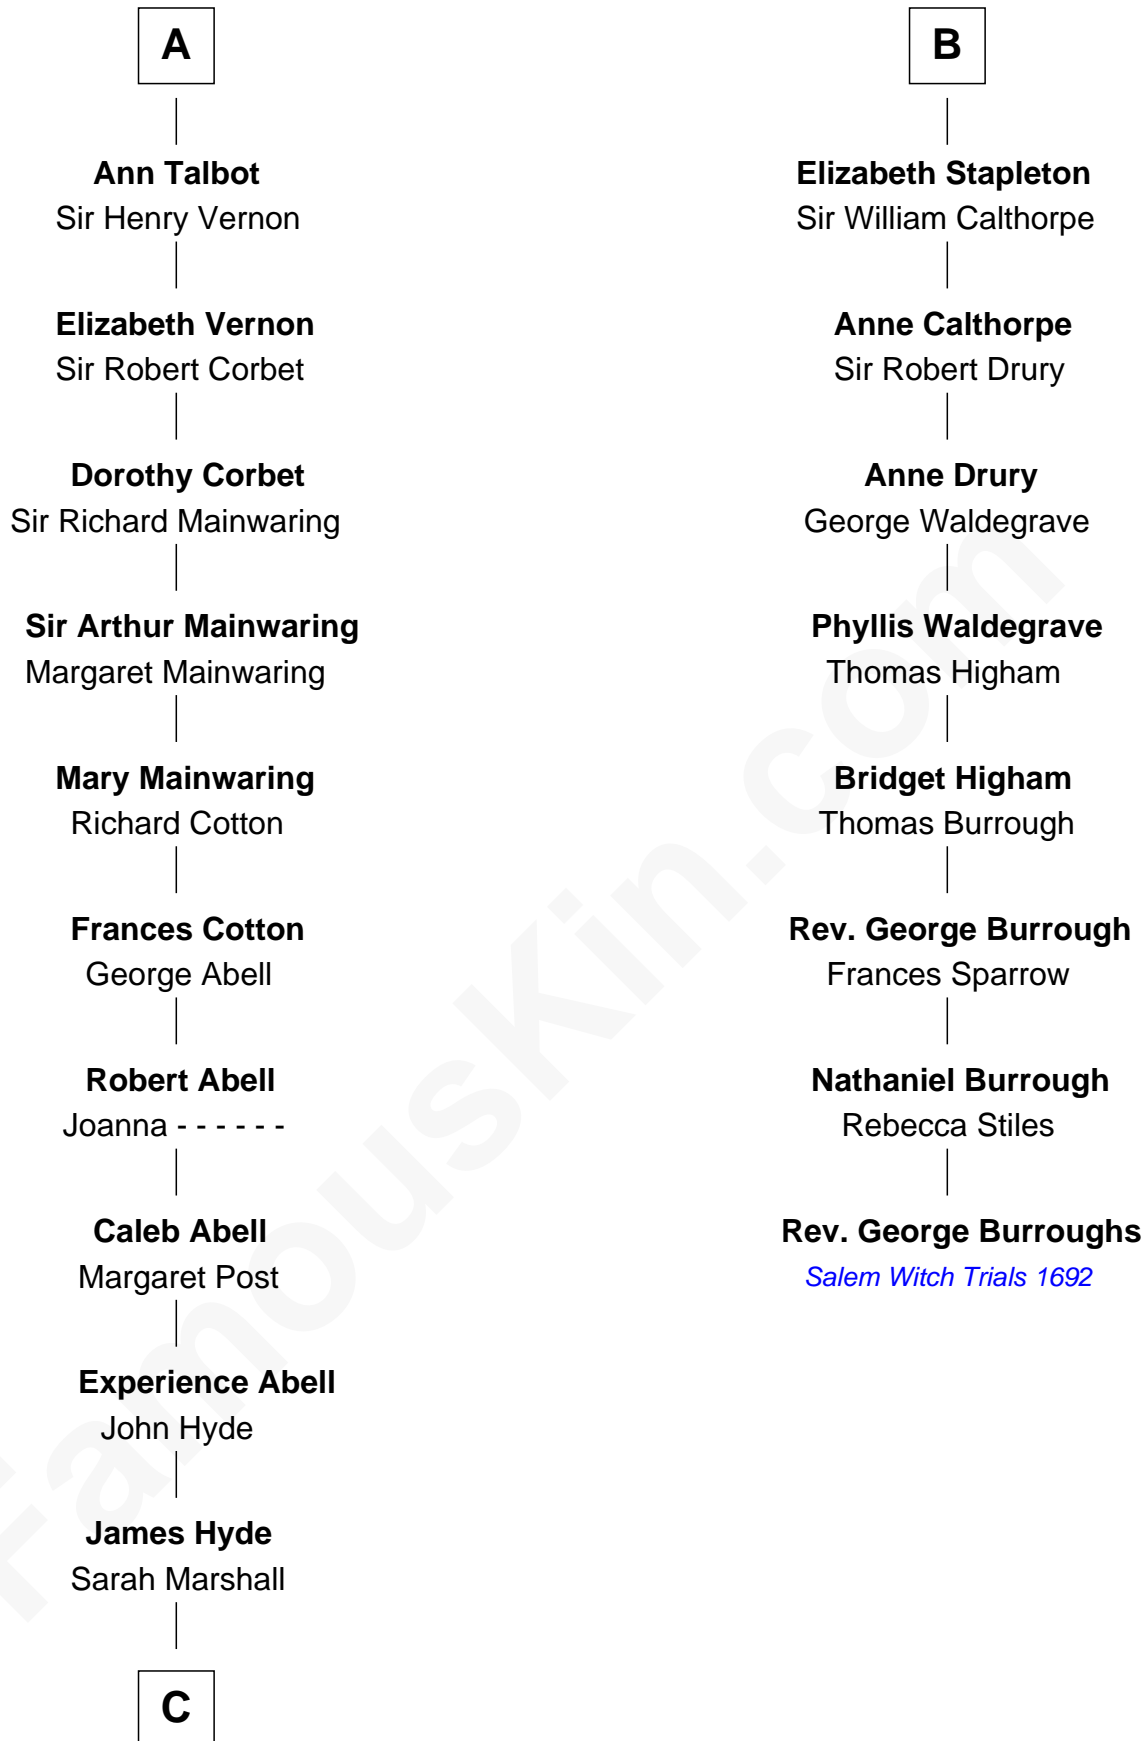 A
Ann Talbot
Sir Henry Vernon
Elizabeth Vernon
Sir Robert Corbet
Dorothy Corbet
Sir Richard Mainwaring
Sir Arthur Mainwaring
Margaret Mainwaring
Mary Mainwaring
Richard Cotton
Frances Cotton
George Abell
Robert Abell
Joanna - - - - - -
Caleb Abell
Margaret Post
Experience Abell
John Hyde
James Hyde
Sarah Marshall
C
B
Elizabeth Stapleton
Sir William Calthorpe
Anne Calthorpe
Sir Robert Drury
Anne Drury
George Waldegrave
Phyllis Waldegrave
Thomas Higham
Bridget Higham
Thomas Burrough
Rev. George Burrough
Frances Sparrow
Nathaniel Burrough
Rebecca Stiles
Rev. George Burroughs
Salem Witch Trials 1692
FamousKin.com